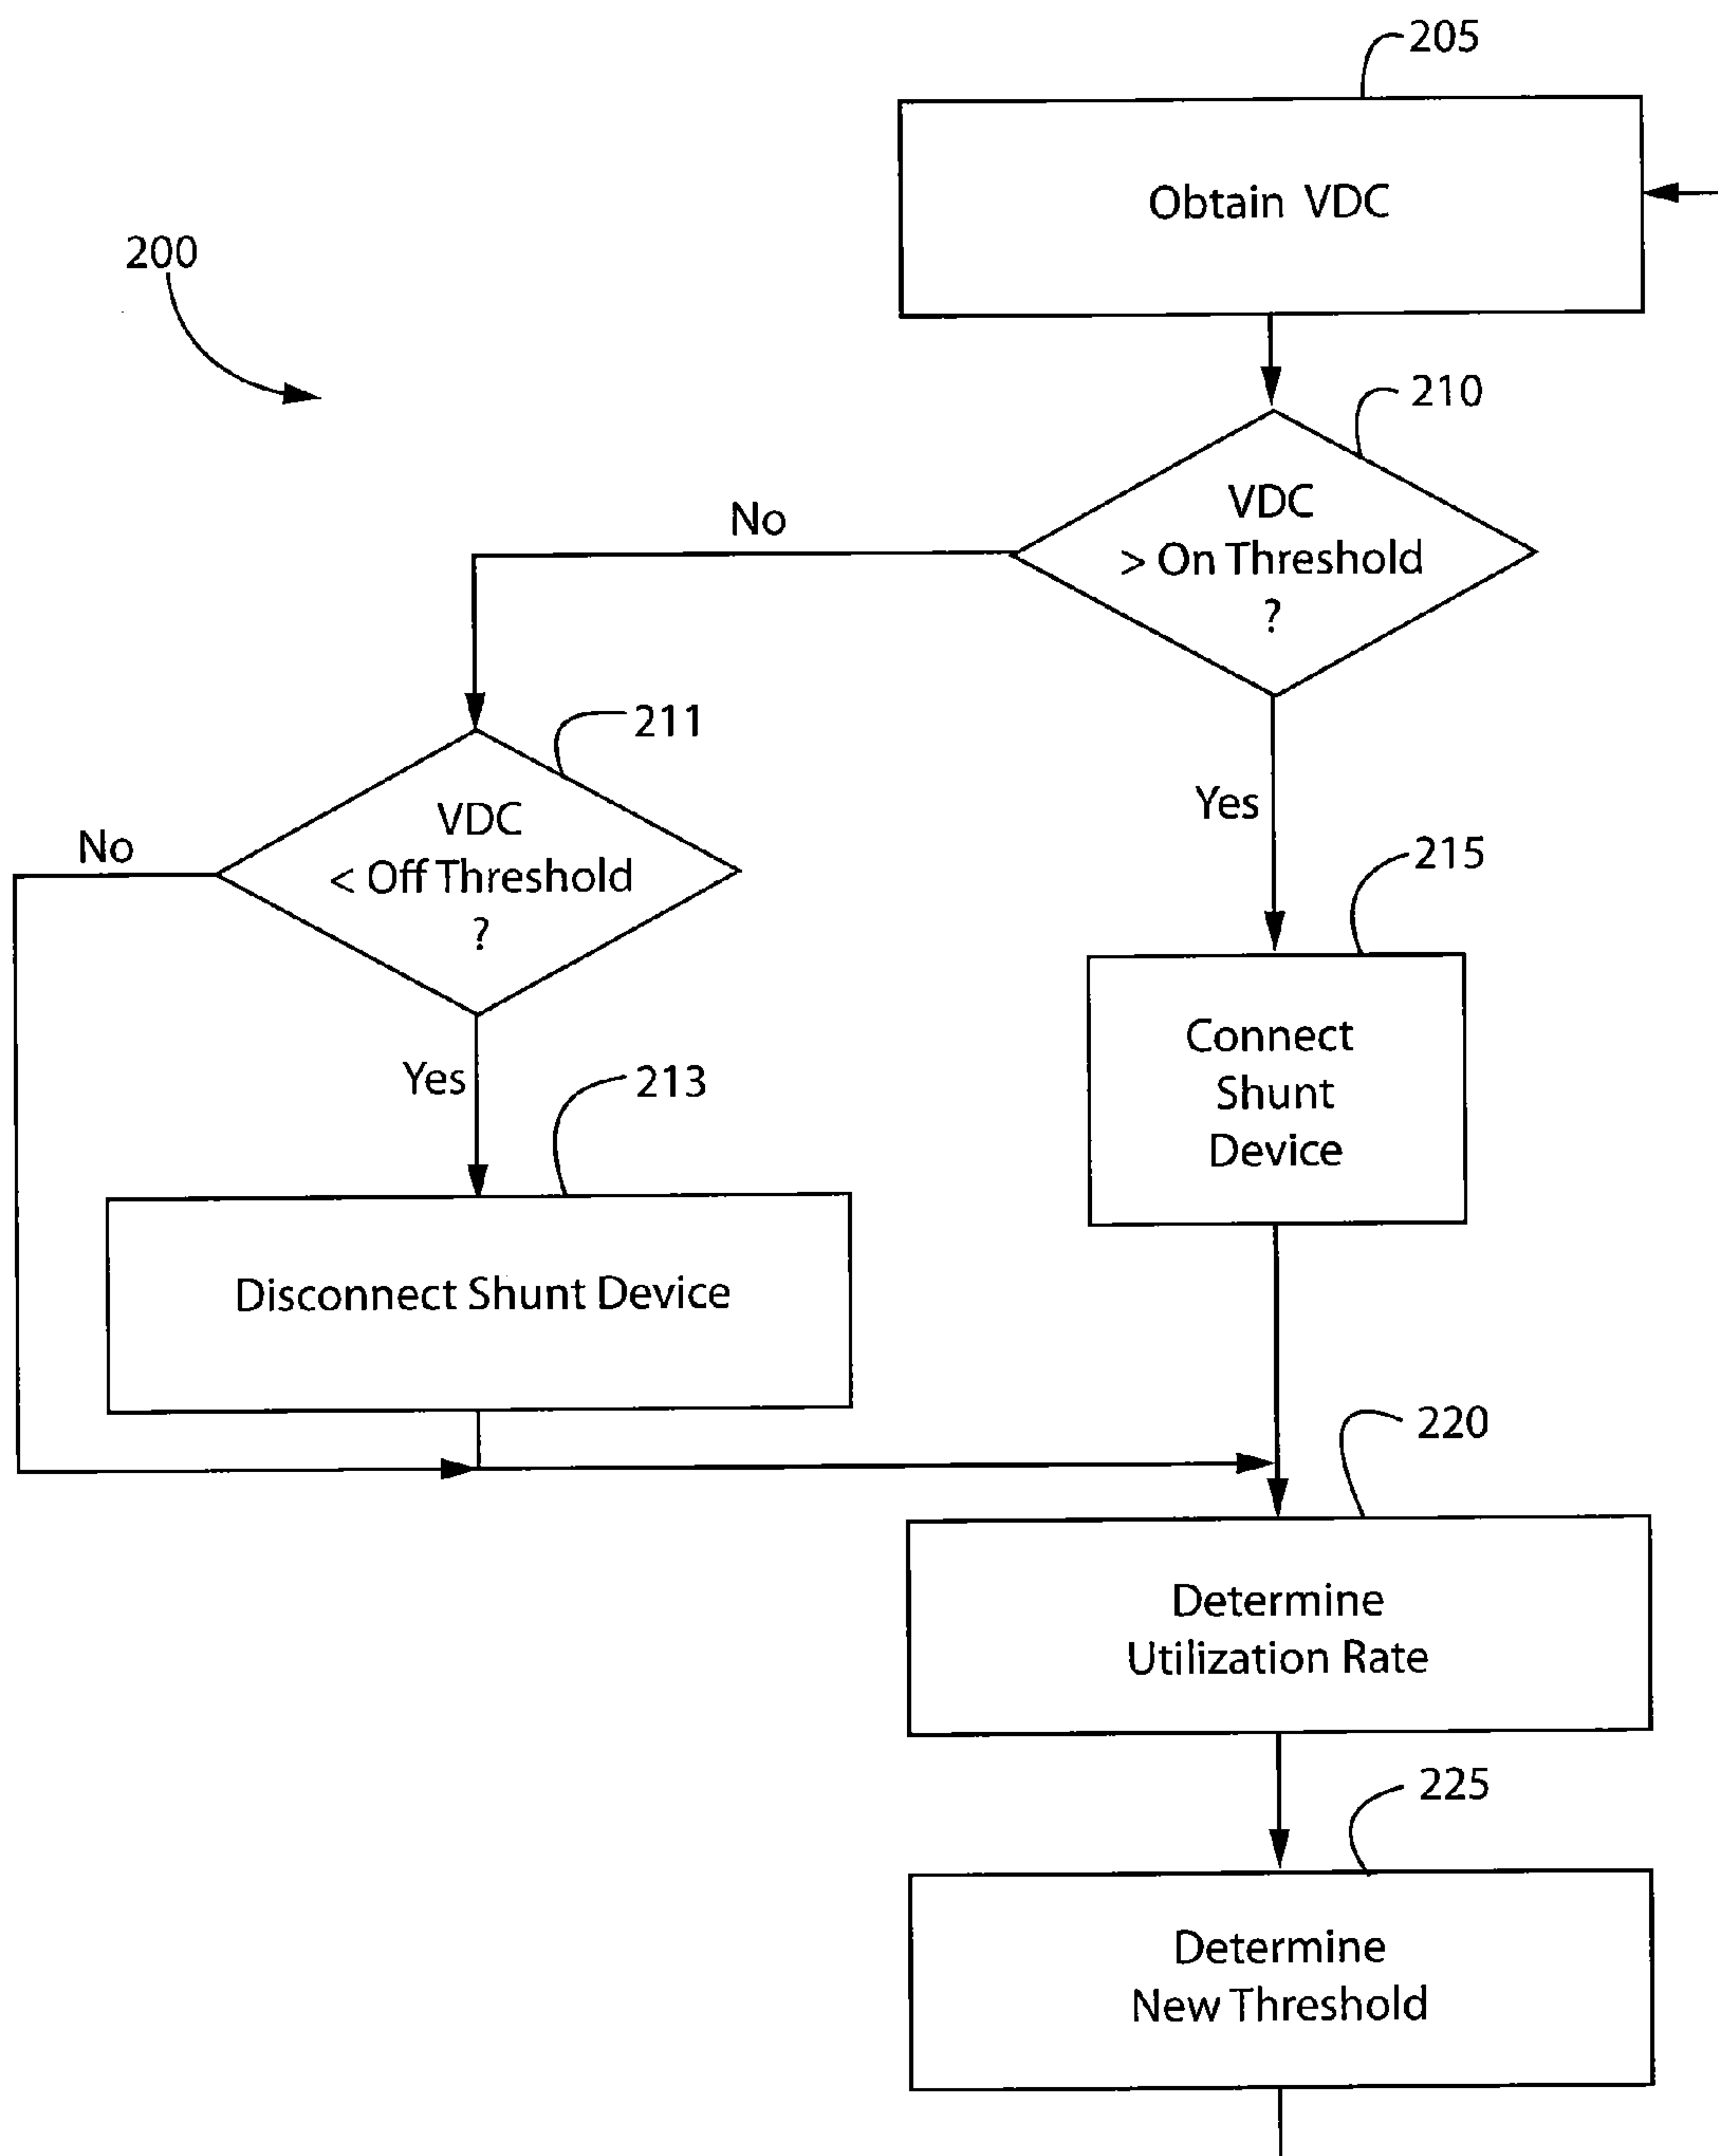 205
Obtain VDC
200
210
VDC
> On Threshold
?
No
Yes
211
VDC
< Off Threshold
?
No
Yes
215
Connect
Shunt
Device
213
Disconnect Shunt Device
220
Determine
Utilization Rate
225
Determine
New Threshold